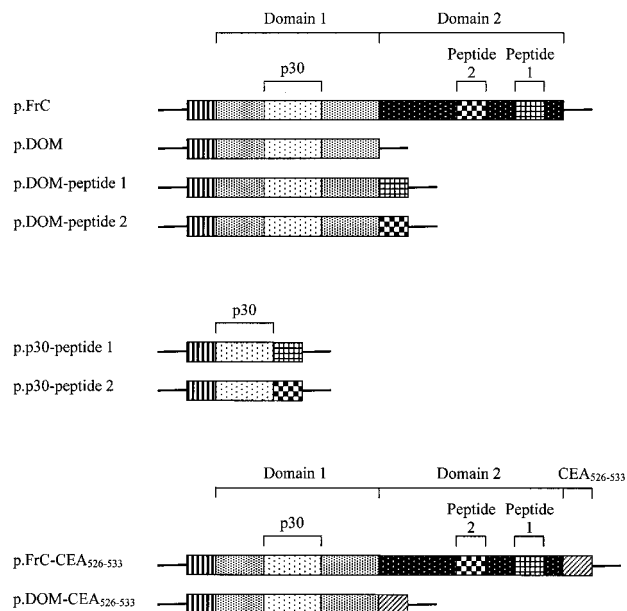 Domain 1 Domain 2
Peptide Peptide
p30 2 1
p.FrC
p.DOM
p.DOM-peptide 1
p.DOM-peptide 2
p30
p.p30-peptide 1
p.p30-peptide 2
Domain 1 Domain 2 CEA526-533
Peptide Peptide
p30 2 1
p.FrC-CEA526-533
p.DOM-CEA526-533